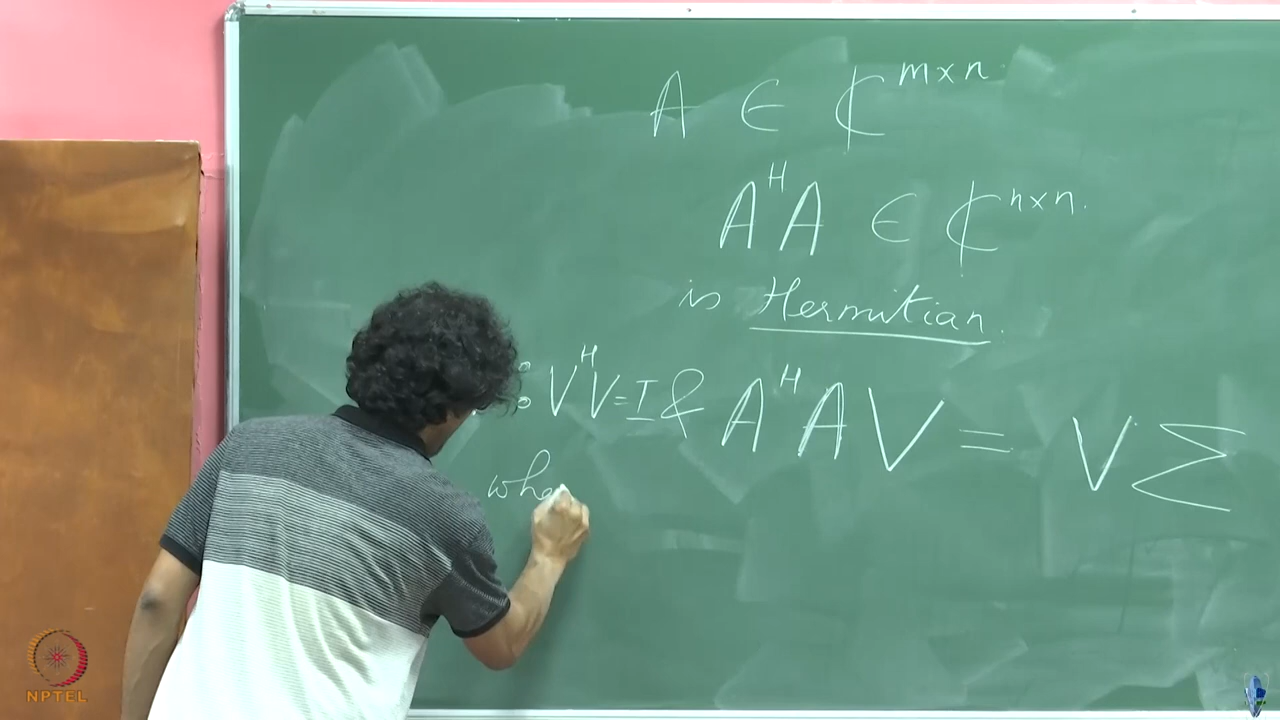 A ∈ ℂ^{m×n}
A^H A ∈ ℂ^{n×n}.
is Hermitian.
∴ V^H V = I & A^H A V = V Σ
whe
NPTEL